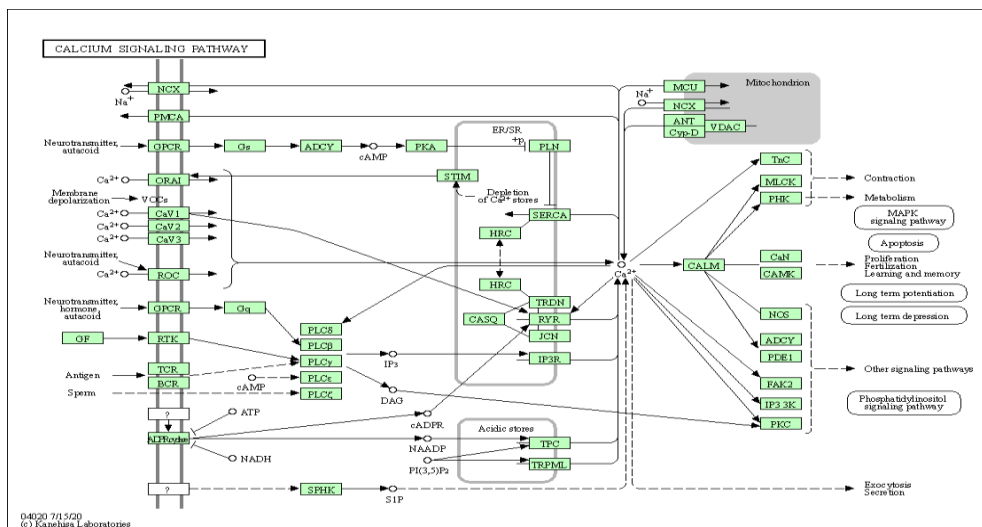 CALCIUM SIGNALING PATHWAY
NCX
Na+
PMCA
Neurotransmitter,
autacoid
GPCR
Gs
ADCY
cAMP
PKA
ER/SR
+p
PLN
Ca2+
ORAI
STIM
Membrane
depolarization
VOCs
Depletion
of Ca2+ stores
Ca2+
CaV1
Ca2+
CaV2
Ca2+
CaV3
SERCA
HRC
Neurotransmitter,
autacoid
Ca2+
ROC
HRC
Neurotransmitter,
hormone,
autacoid
GPCR
Gq
TRDN
CASQ
RYR
JCN
GF
RTK
PLCδ
PLCβ
PLCγ
IP3
IP3R
Antigen
TCR
BCR
cAMP
PLCε
DAG
Sperm
PLCζ
?
ATP
cADPR
NADH
NAADP
PI(3,5)P2
Acidic stores
TPC
TRPML
?
SPHK
S1P
Mitochondrion
MCU
Na+
NCX
ANT
Cyp-D
VDAC
Ca2+
CALM
TnC
MLCK
PHK
Contraction
Metabolism
MAPK
signaling pathway
Apoptosis
CaN
CAMK
Proliferation
Fertilization
Learning and memory
Long term potentiation
Long term depression
NOS
ADCY
PDE1
FAK2
IP3 3K
PKC
Other signaling pathways
Phosphatidylinositol
signaling pathway
Exocytosis
Secretion
04020 7/15/20
(c) Kanehisa Laboratories